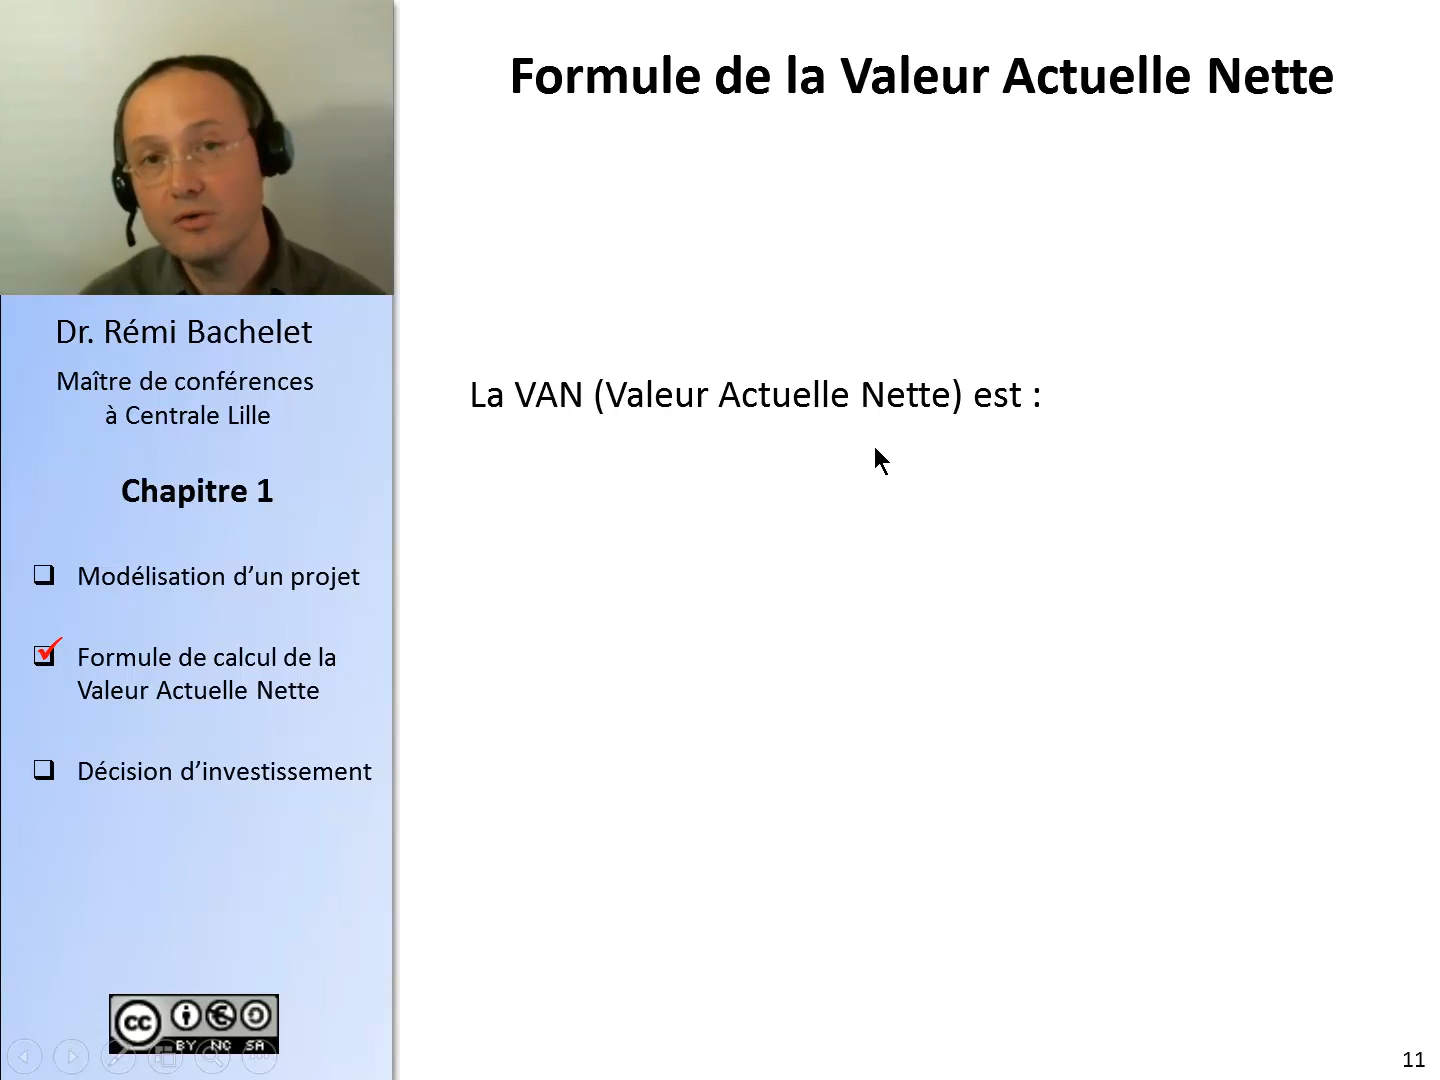 Formule de la Valeur Actuelle Nette
Dr. Rémi Bachelet
Maître de conférences
à Centrale Lille
Chapitre 1
Modélisation d’un projet
Formule de calcul de la
Valeur Actuelle Nette
Décision d’investissement
La VAN (Valeur Actuelle Nette) est :
cc
BY NC SA
11